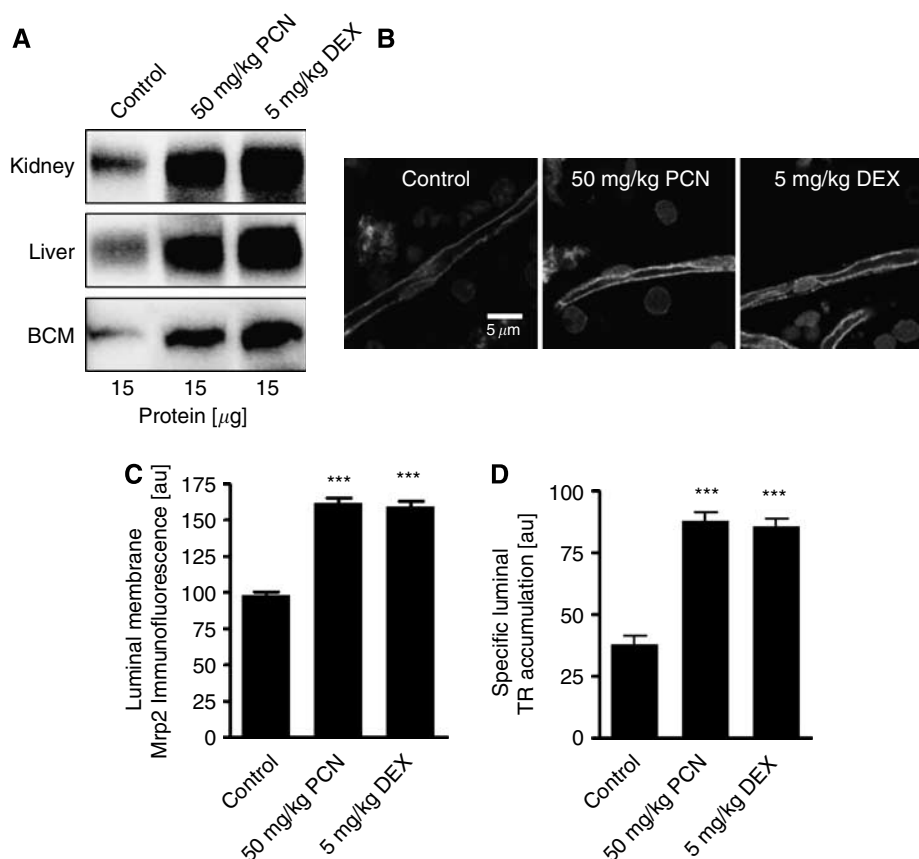 A
Control
50 mg/kg PCN
5 mg/kg DEX
Kidney
Liver
BCM
15 15 15
Protein [μg]
B
Control
50 mg/kg PCN
5 mg/kg DEX
5 μm
C
Luminal membrane
Mrp2 Immunofluorescence [au]
175
150
125
100
75
50
25
0
***
***
Control
50 mg/kg PCN
5 mg/kg DEX
D
Specific luminal
TR accumulation [au]
100
75
50
25
0
***
***
Control
50 mg/kg PCN
5 mg/kg DEX